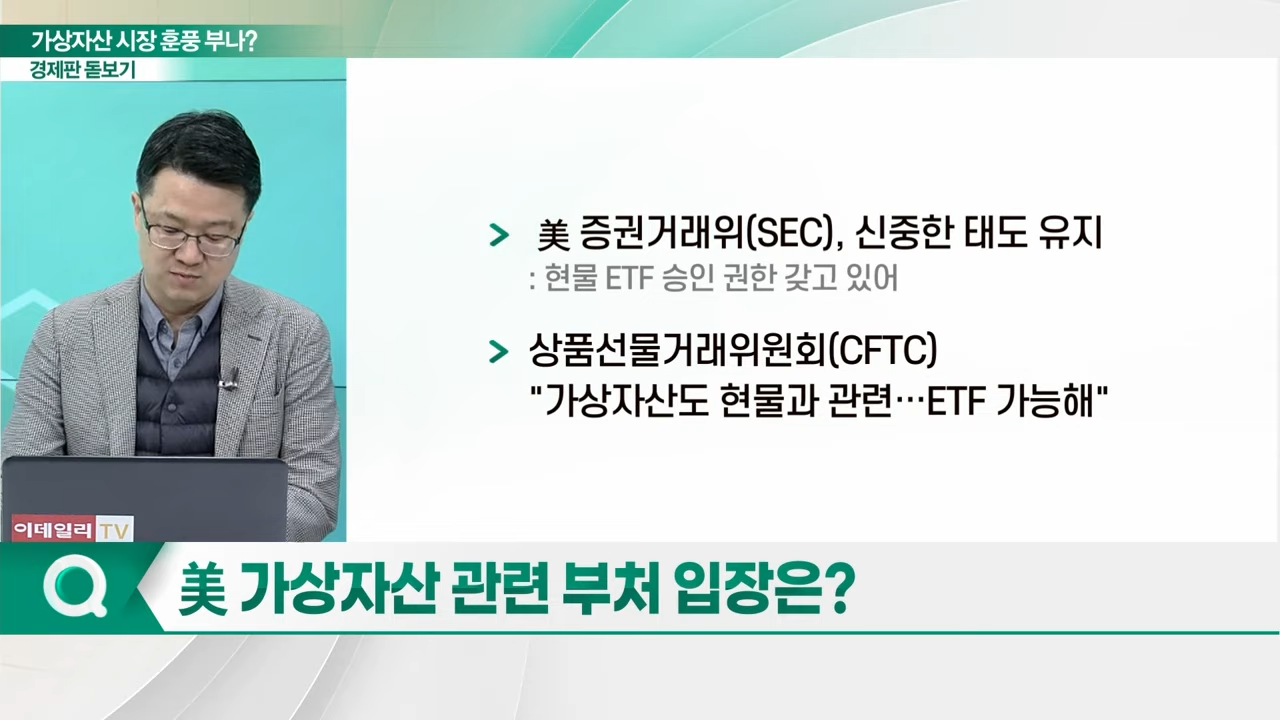 가상자산 시장 훈풍 부나?
경제판 돋보기
> 美 증권거래위(SEC), 신중한 태도 유지
: 현물 ETF 승인 권한 갖고 있어
> 상품선물거래위원회(CFTC)
"가상자산도 현물과 관련…ETF 가능해"
이데일리 TV
Q 美 가상자산 관련 부처 입장은?